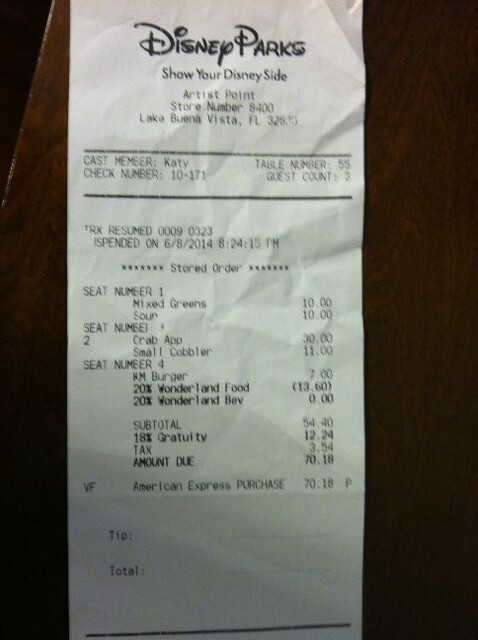 Disney Parks
Show Your Disney Side
Artist Point
Store Number 8400
Lake Buena Vista, FL
CAST MEMBER: Katy TABLE NUMBER: 55
CHECK NUMBER: 10-171 GUEST COUNT: 3
TRX RESUMED 0009 0323
ISPENDED ON 6/8/2014 8:24:15 PM
******* Stored Order *******
SEAT NUMBER 1
Mixed Greens 10.00
Sour 10.00
SEAT NUMBER
2 Crab App 30.00
Small Cobbler 11.00
SEAT NUMBER 4
KM Burger 7.00
20% Wonderland Food (13.60)
20% Wonderland Bev 0.00
SUBTOTAL 54.40
18% Gratuity 12.24
TAX 3.54
AMOUNT DUE 70.18
VF American Express PURCHASE 70.18 P
Tip:
Total: